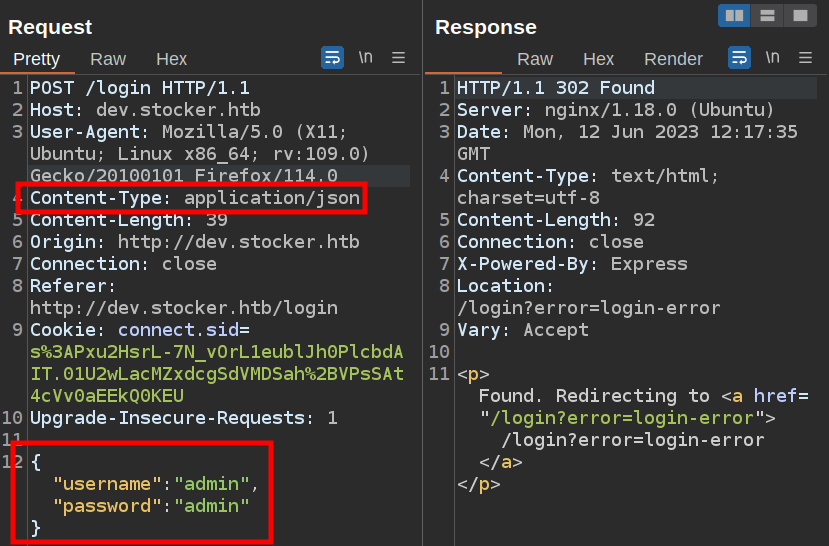 Request
Pretty Raw Hex \n
1 POST /login HTTP/1.1
2 Host: dev.stocker.htb
3 User-Agent: Mozilla/5.0 (X11;
Ubuntu; Linux x86_64; rv:109.0)
Gecko/20100101 Firefox/114.0
4 Content-Type: application/json
5 Content-Length: 39
6 Origin: http://dev.stocker.htb
7 Connection: close
8 Referer:
http://dev.stocker.htb/login
9 Cookie: connect.sid=
s%3APxu2HsrL-7N_vOrL1eublJh0PlcbdA
IT.01U2wLacMZxdcgSdVMDSah%2BVPsSAt
4cVv0aEEkQ0KEU
10 Upgrade-Insecure-Requests: 1
11
12 {
"username":"admin",
"password":"admin"
}
Response
Raw Hex Render \n
1 HTTP/1.1 302 Found
2 Server: nginx/1.18.0 (Ubuntu)
3 Date: Mon, 12 Jun 2023 12:17:35
GMT
4 Content-Type: text/html;
charset=utf-8
5 Content-Length: 92
6 Connection: close
7 X-Powered-By: Express
8 Location:
/login?error=login-error
9 Vary: Accept
10
11 <p>
Found. Redirecting to <a href=
"/login?error=login-error">
/login?error=login-error
</a>
</p>